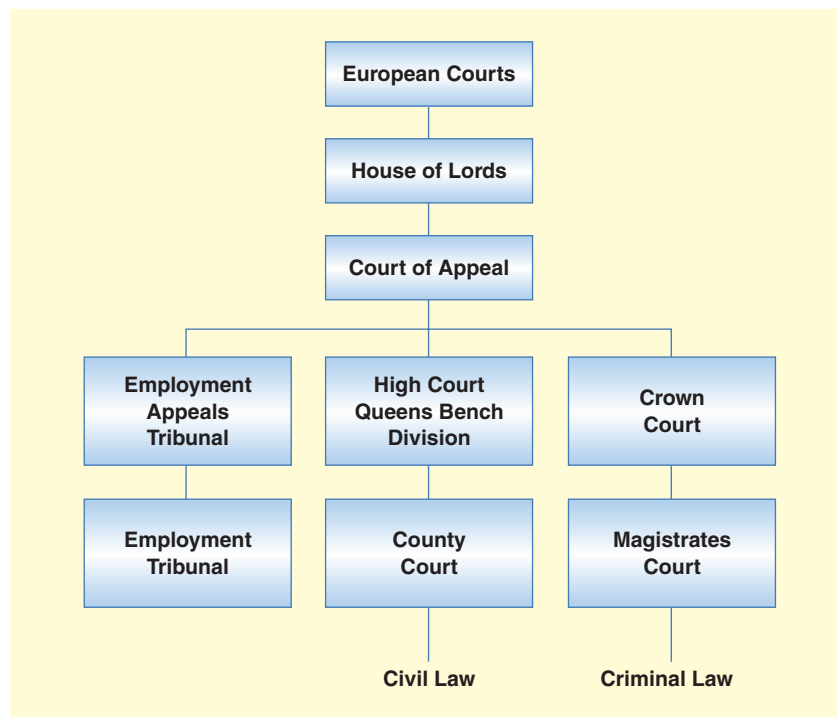 European Courts
House of Lords
Court of Appeal
Employment
Appeals
Tribunal
High Court
Queens Bench
Division
Crown
Court
Employment
Tribunal
County
Court
Magistrates
Court
Civil Law
Criminal Law